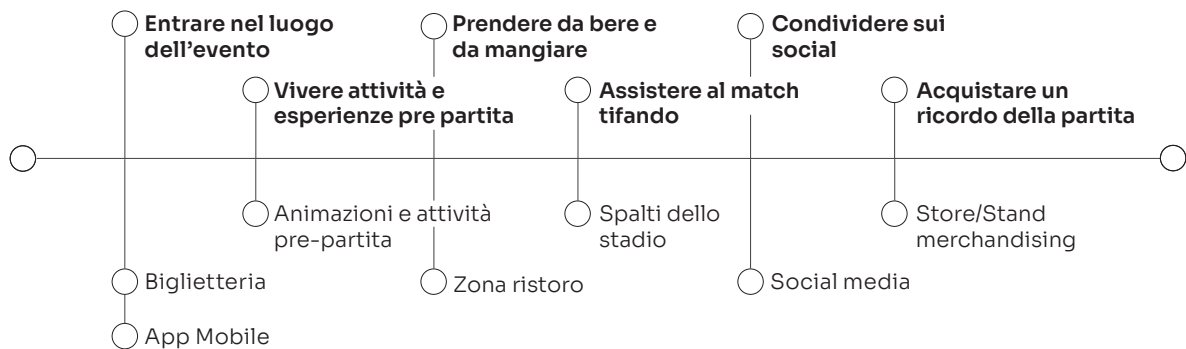 Entrare nel luogo
dell'evento
Prendere da bere e
da mangiare
Condividere sui
social
Vivere attività e
esperienze pre partita
Assistere al match
tifando
Acquistare un
ricordo della partita
Animazioni e attività
pre-partita
Spalti dello
stadio
Store/Stand
merchandising
Biglietteria
Zona ristoro
Social media
App Mobile